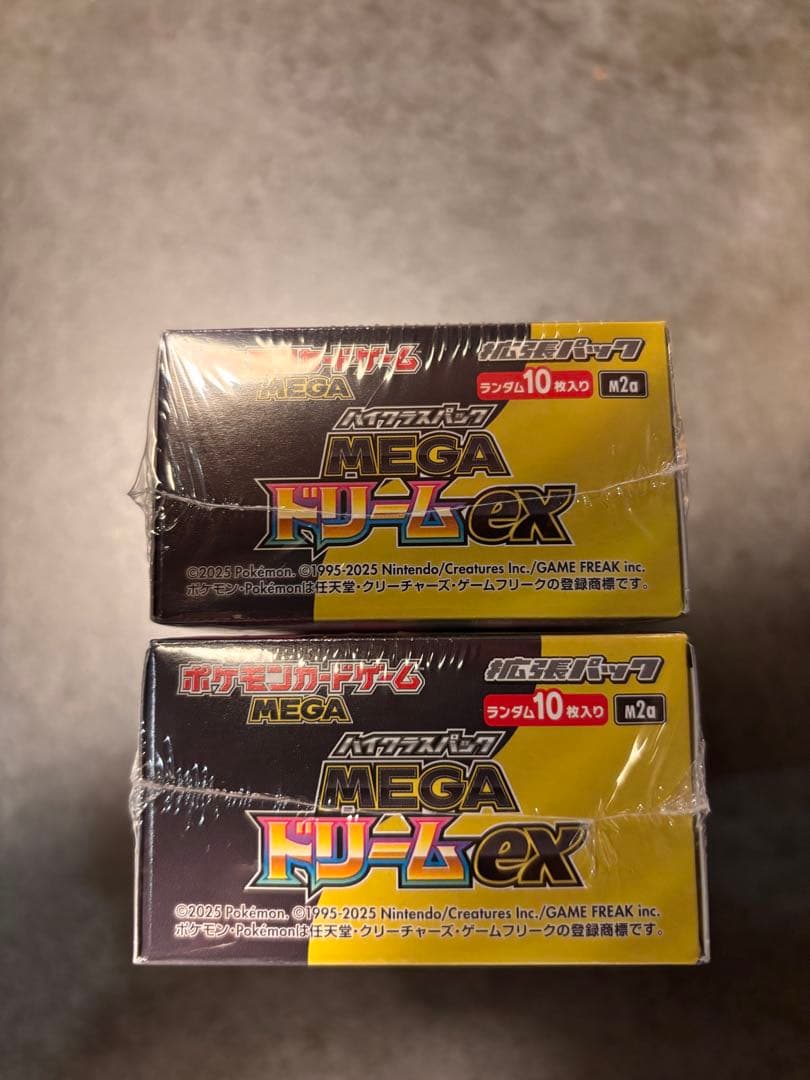 カードゲーム 拡張パック
MEGA ランダム10枚入り M2a
ハイクラスパック
MEGA
ドリームex
©2025 Pokémon. ©1995-2025 Nintendo/Creatures Inc./GAME FREAK inc.
ポケモン・Pokémonは任天堂・クリーチャーズ・ゲームフリークの登録商標です。
ポケモンカードゲーム 拡張パック
MEGA ランダム10枚入り M2a
ハイクラスパック
MEGA
ドリームex
©2025 Pokémon. ©1995-2025 Nintendo/Creatures Inc./GAME FREAK inc.
ポケモン・Pokémonは任天堂・クリーチャーズ・ゲームフリークの登録商標です。